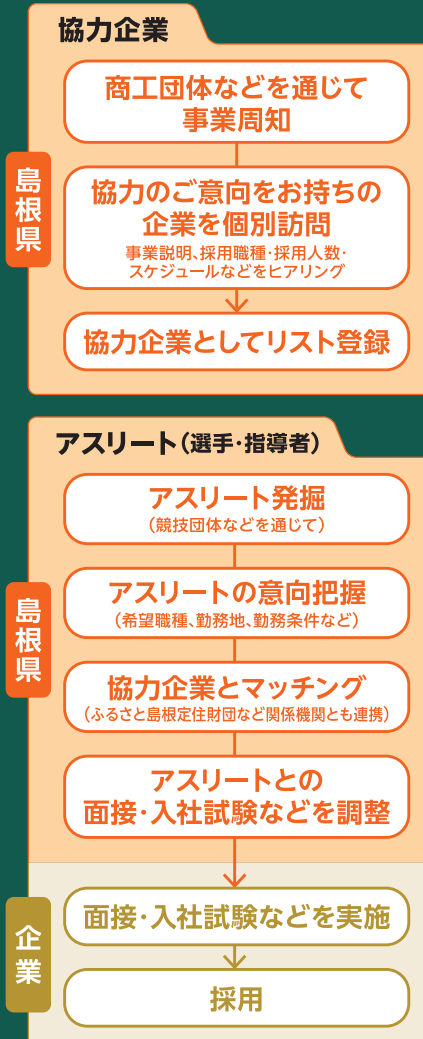 協力企業
島根県
商工団体などを通じて
事業周知
協力のご意向をお持ちの
企業を個別訪問
事業説明、採用職種・採用人数・
スケジュールなどをヒアリング
協力企業としてリスト登録
アスリート（選手・指導者）
島根県
アスリート発掘
（競技団体などを通じて）
アスリートの意向把握
（希望職種、勤務地、勤務条件など）
協力企業とマッチング
（ふるさと島根定住財団など関係機関とも連携）
アスリートとの
面接・入社試験などを調整
企業
面接・入社試験などを実施
採用